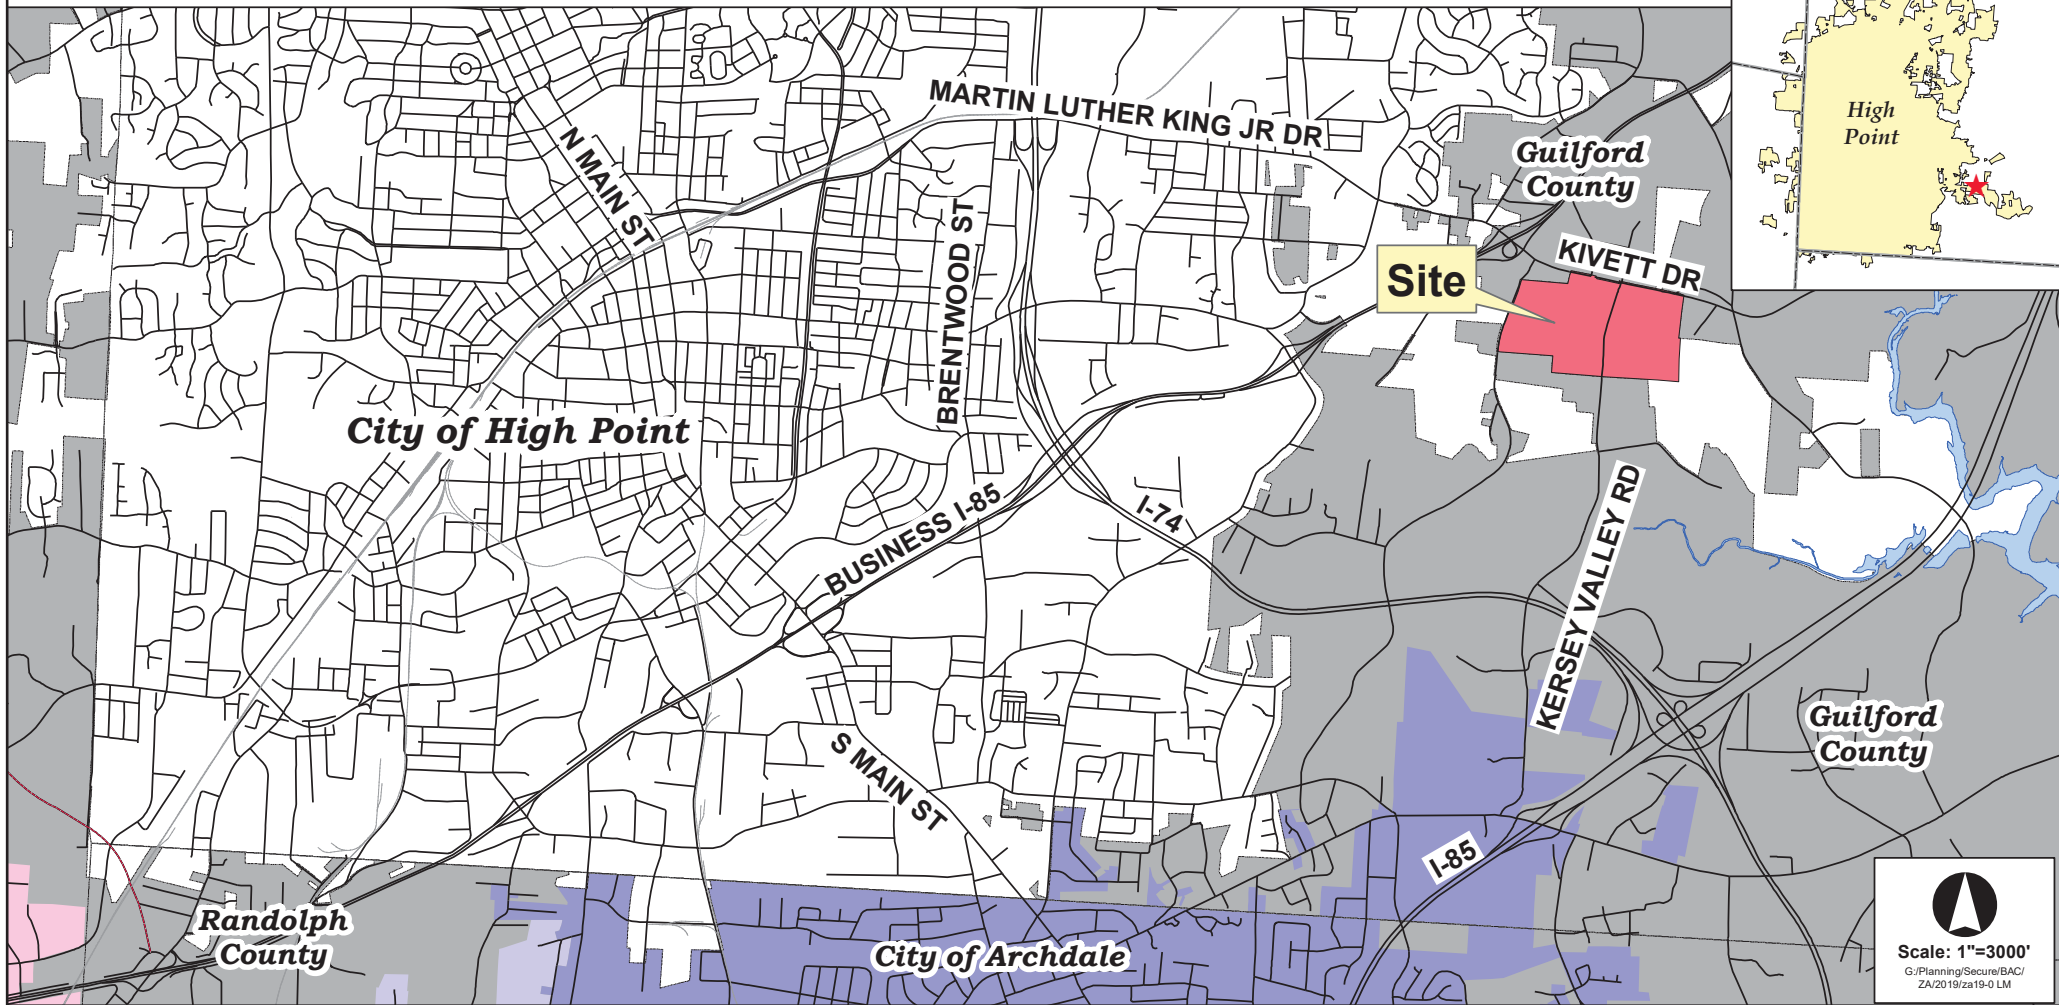 High
Point
MARTIN LUTHER KING JR DR
N MAIN ST
Guilford
County
KIVETT DR
Site
BRENTWOOD ST
City of High Point
BUSINESS I-85
I-74
KERSEY VALLEY RD
Guilford
County
S MAIN ST
I-85
Randolph
County
City of Archdale
Scale: 1"=3000'
G:/Planning/Secure/BAC/
ZA/2019/za19-0 LM